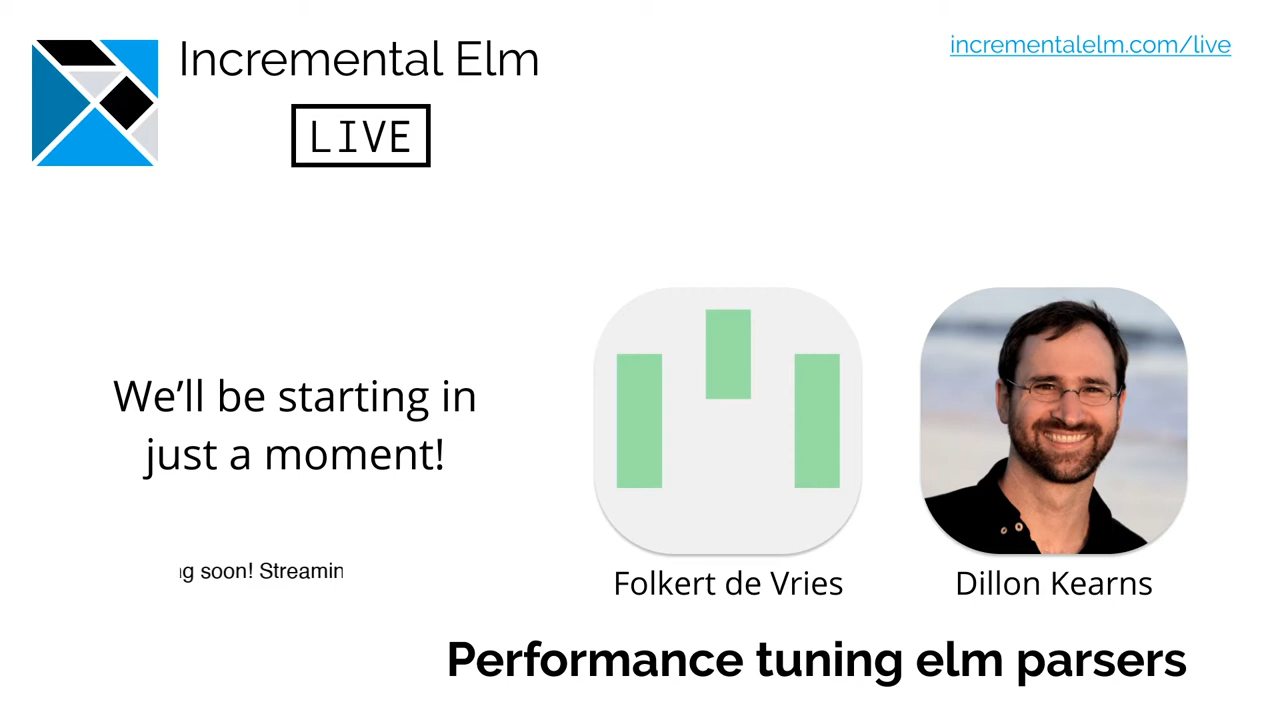 Incremental Elm
LIVE
incrementalelm.com/live
We'll be starting in
just a moment!
ng soon! Streamin
Folkert de Vries
Dillon Kearns
Performance tuning elm parsers